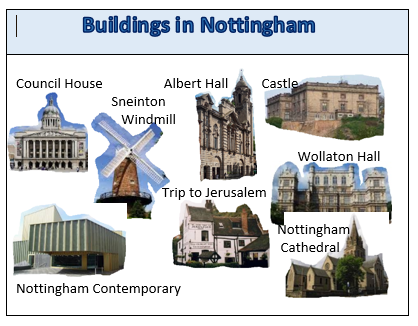 Buildings in Nottingham
Council House
Albert Hall
Castle
Sneinton
Windmill
Wollaton Hall
Trip to Jerusalem
Nottingham
Cathedral
Nottingham Contemporary